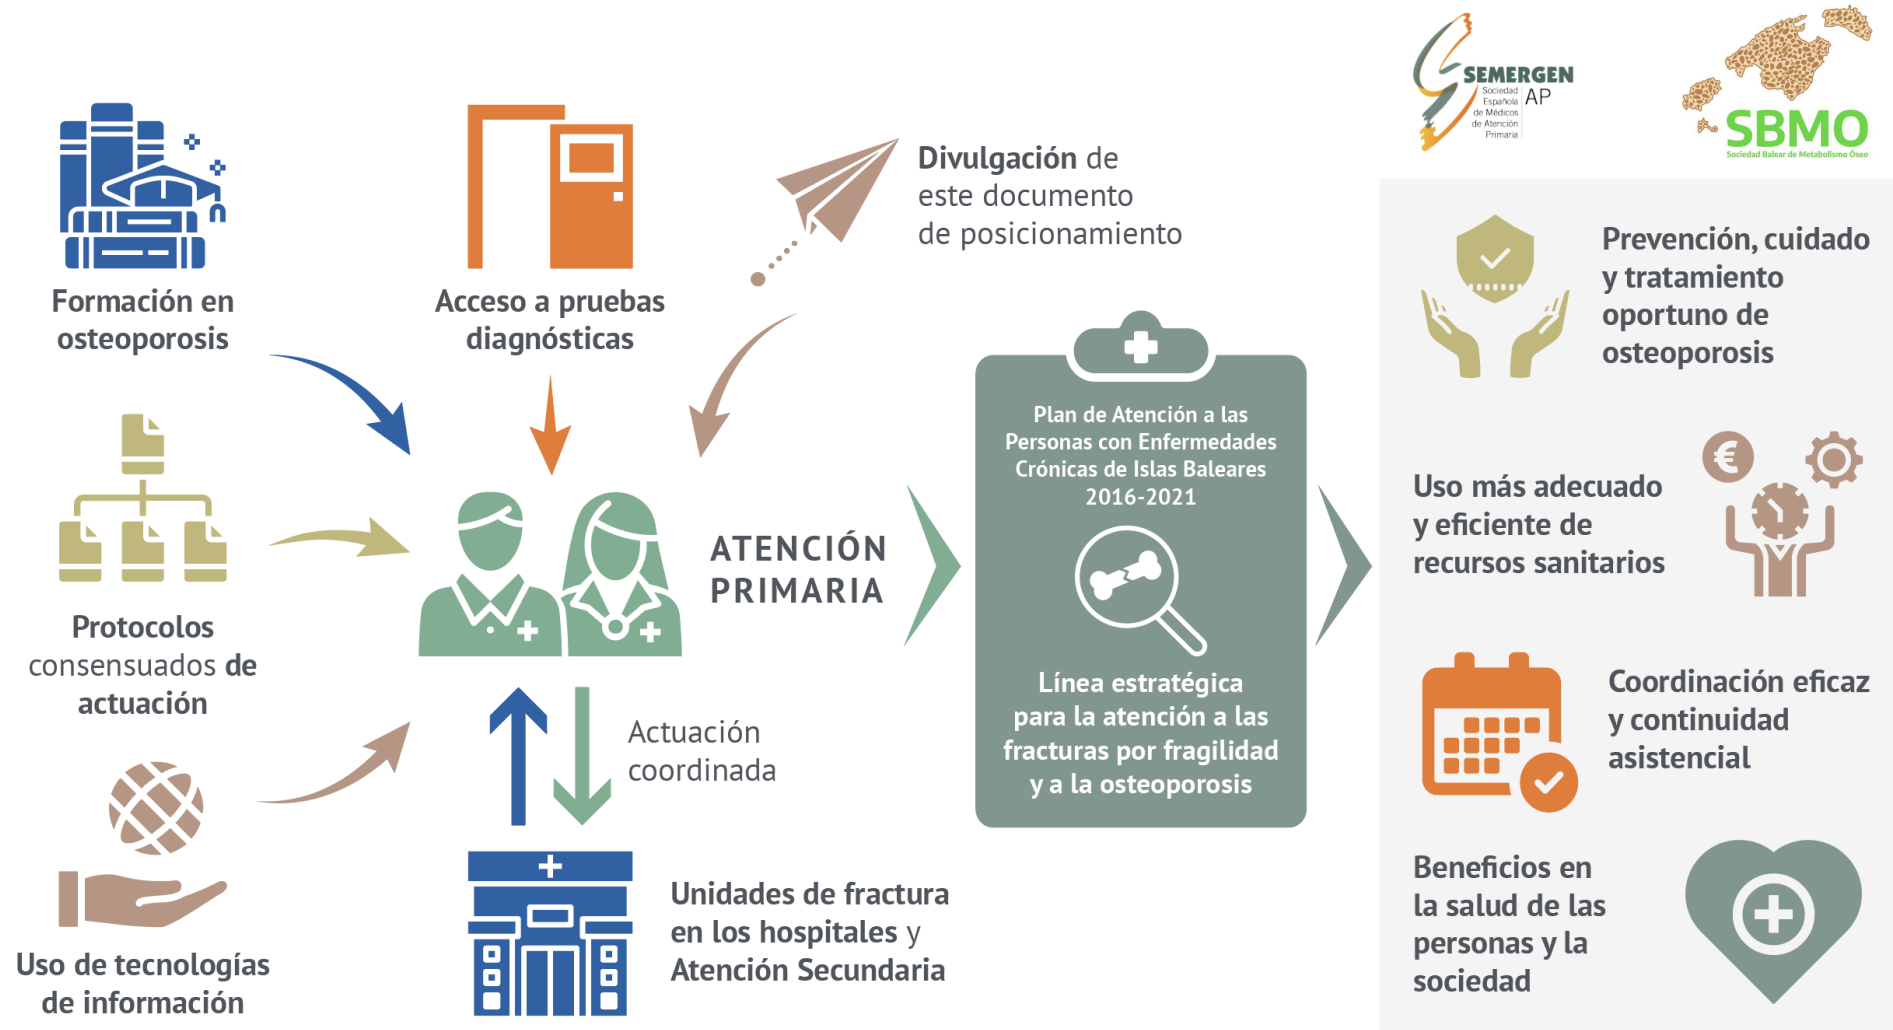 Formación en
osteoporosis
Acceso a pruebas
diagnósticas
Divulgación de
este documento
de posicionamiento
Protocolos
consensuados de
actuación
Uso de tecnologías
de información
ATENCIÓN
PRIMARIA
Actuación
coordinada
Unidades de fractura
en los hospitales y
Atención Secundaria
Plan de Atención a las
Personas con Enfermedades
Crónicas de Islas Baleares
2016-2021
Línea estratégica
para la atención a las
fracturas por fragilidad
y a la osteoporosis
SEMERGEN
Sociedad
Española
de Médicos
de Atención
Primaria
AP
SBMO
Sociedad Balear de Metabolismo Óseo
Prevención, cuidado
y tratamiento
oportuno de
osteoporosis
Uso más adecuado
y eficiente de
recursos sanitarios
€
Coordinación eficaz
y continuidad
asistencial
Beneficios en
la salud de las
personas y la
sociedad